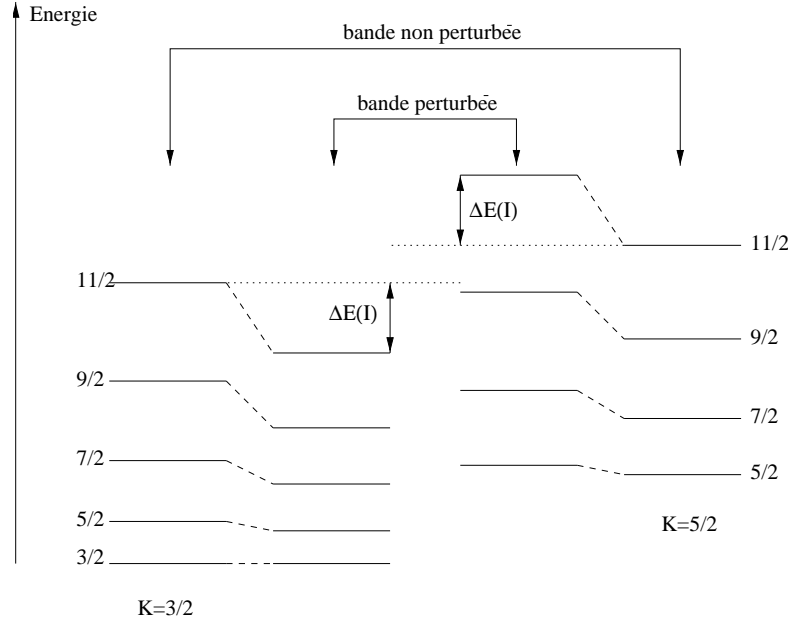 Energie
bande non perturbēe
bande perturbēe
ΔE(I)
11/2
11/2
ΔE(I)
9/2
9/2
7/2
7/2
5/2
5/2
3/2
K=5/2
K=3/2